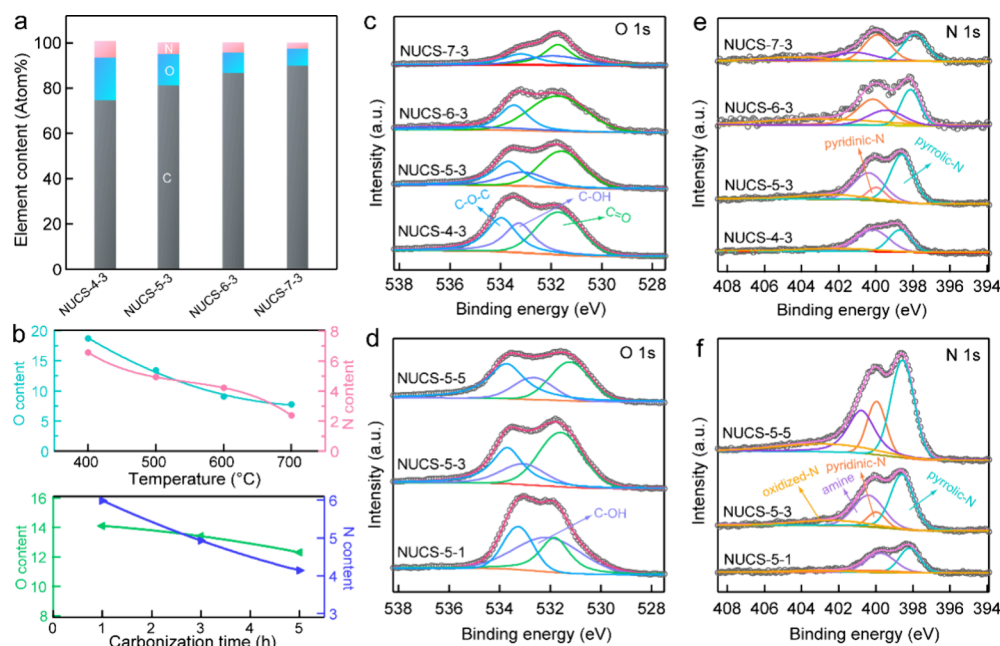 a
Element content (Atom%)
100
80
60
40
20
0
N
O
C
NUCS-4-3
NUCS-5-3
NUCS-6-3
NUCS-7-3
b
O content
20
15
10
5
0
N content
8
6
4
2
0
400
500
600
700
Temperature (°C)
O content
16
14
12
10
8
N content
6
5
4
3
0
1
2
3
4
5
Carbonization time (h)
c
O 1s
Intensity (a.u.)
NUCS-7-3
NUCS-6-3
NUCS-5-3
NUCS-4-3
C-O-C
C-OH
C=O
538 536 534 532 530 528
Binding energy (eV)
d
O 1s
Intensity (a.u.)
NUCS-5-5
NUCS-5-3
NUCS-5-1
C-OH
538 536 534 532 530 528
Binding energy (eV)
e
N 1s
Intensity (a.u.)
NUCS-7-3
NUCS-6-3
pyridinic-N
pyrrolic-N
NUCS-5-3
NUCS-4-3
408 406 404 402 400 398 396 394
Binding energy (eV)
f
N 1s
Intensity (a.u.)
NUCS-5-5
oxidized-N
pyridinic-N
amine
pyrrolic-N
NUCS-5-3
NUCS-5-1
408 406 404 402 400 398 396 394
Binding energy (eV)